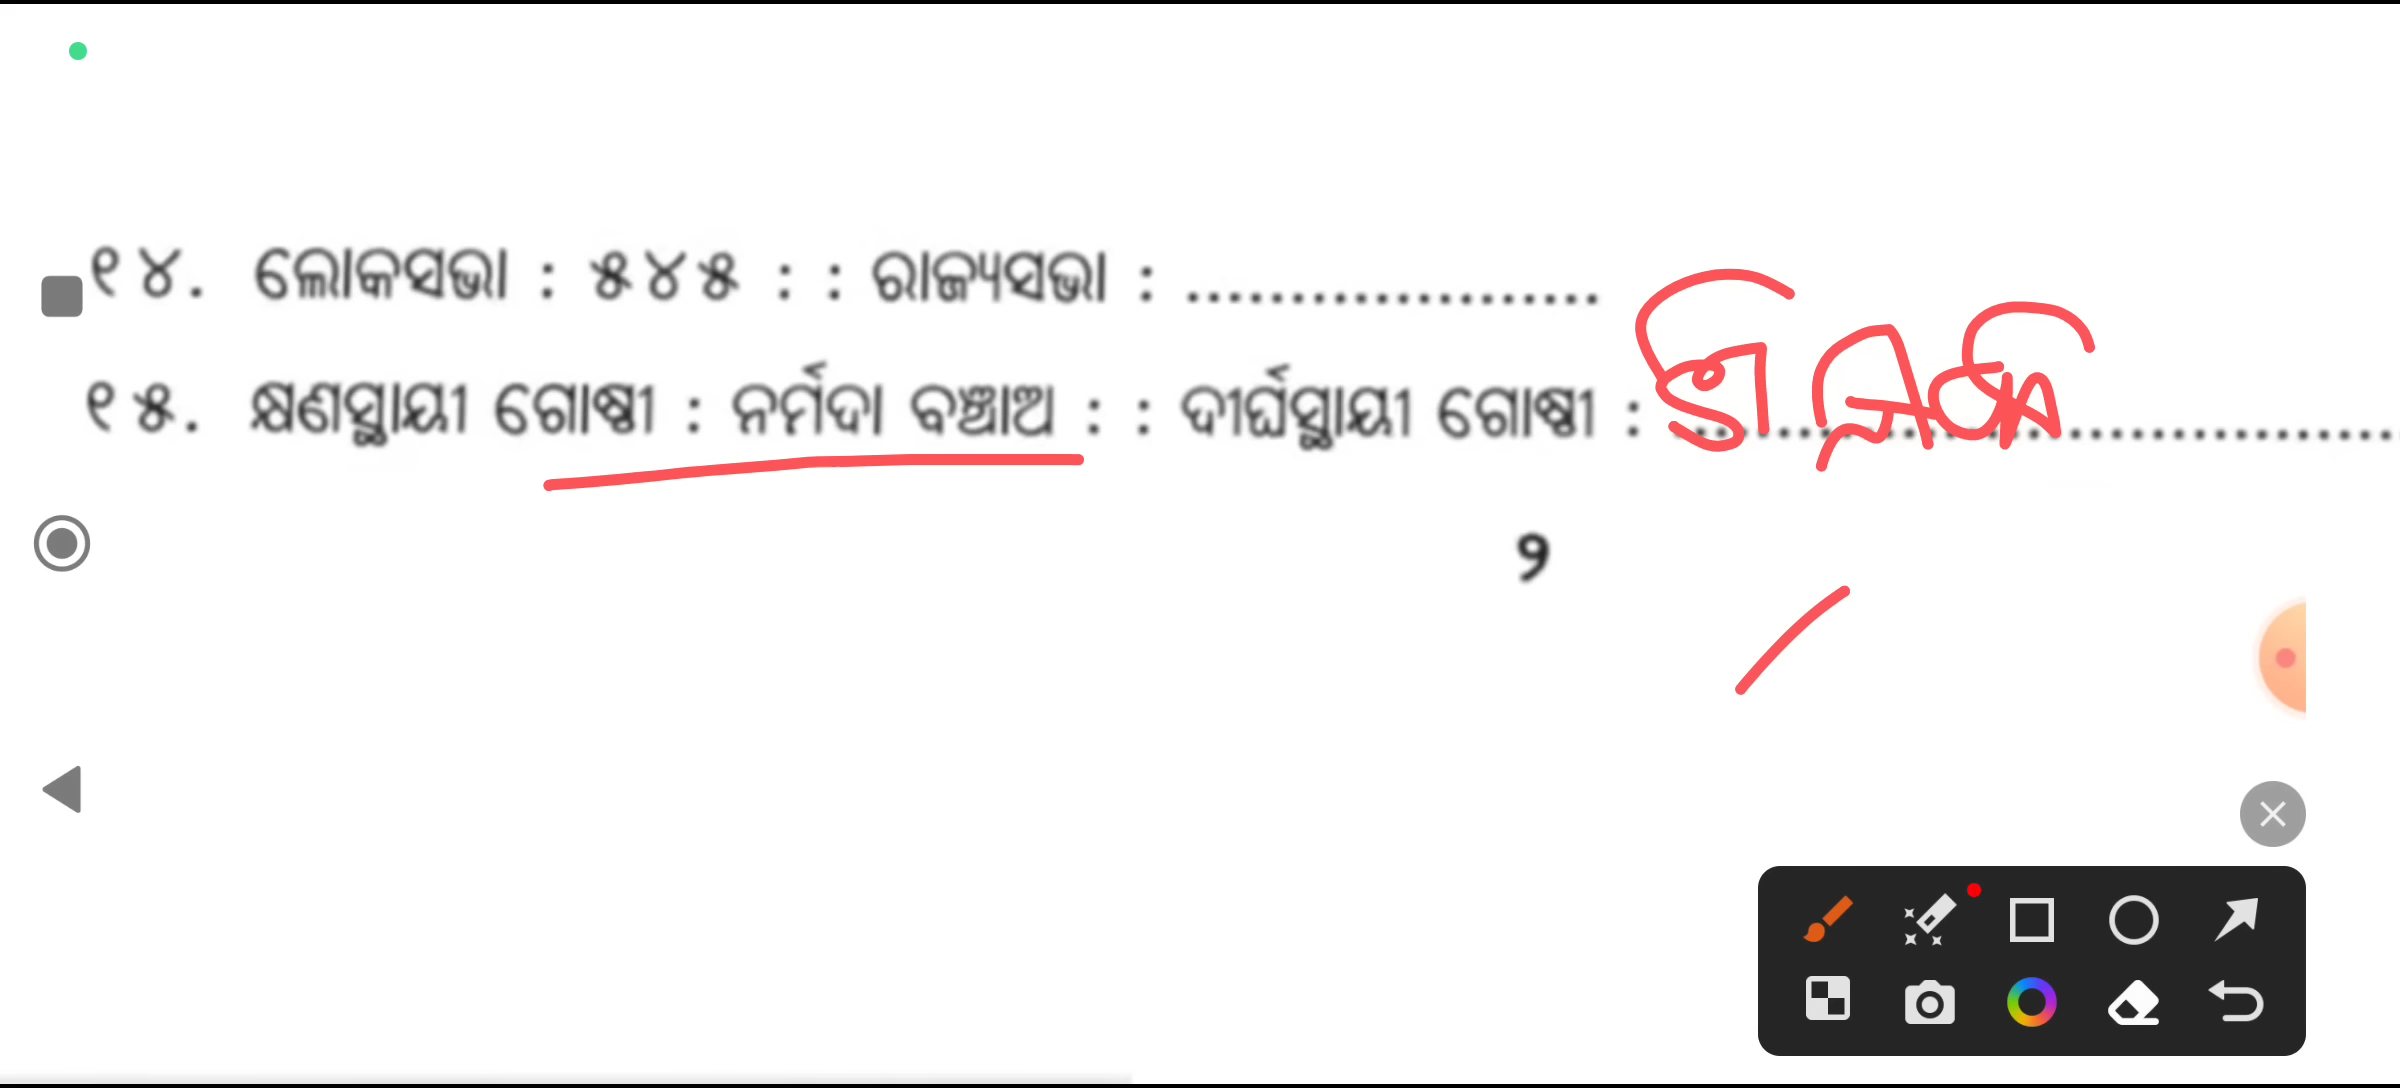 ୧୪. ଲୋକସଭା : ୫୪୫ : : ରାଜ୍ୟସଭା : ....................
୧୫. କ୍ଷଣସ୍ଥାୟୀ ଗୋଷ୍ଠୀ : ନର୍ମଦା ବଞ୍ଚାଅ : : ଦୀର୍ଘସ୍ଥାୟୀ ଗୋଷ୍ଠୀ : ....................................
୨